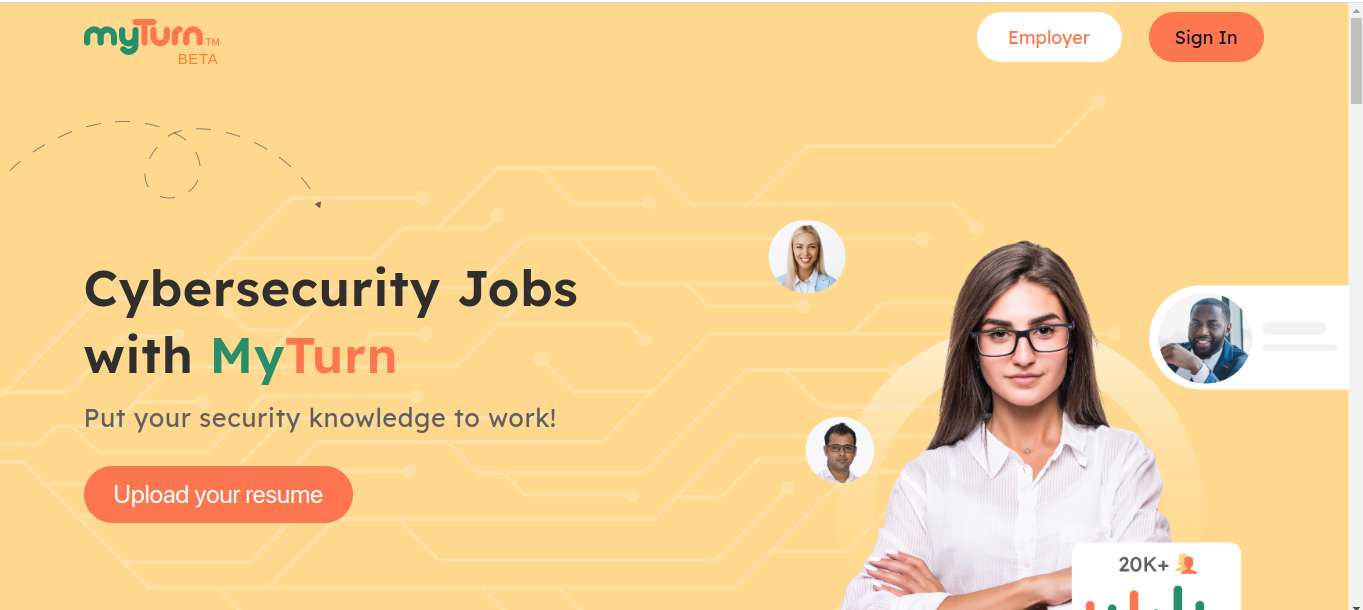 myTurn™
BETA
Employer
Sign In
Cybersecurity Jobs
with MyTurn
Put your security knowledge to work!
Upload your resume
20K+